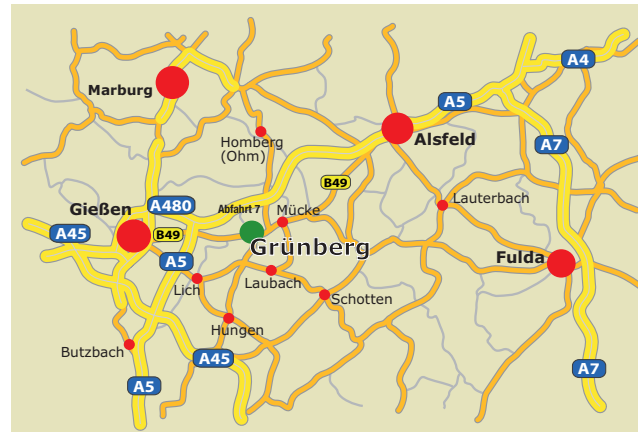 A4
A5
Marburg
Alsfeld
A7
Homberg
(Ohm)
B49
Lauterbach
A480
Abfahrt 7
Mücke
Gießen
A45
B49
Grünberg
A5
Fulda
Lich
Laubach
Schotten
Hungen
Butzbach
A45
A7
A5